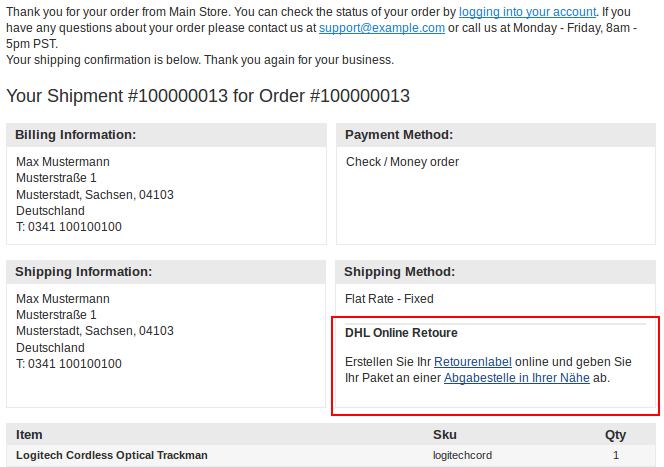 Thank you for your order from Main Store. You can check the status of your order by logging into your account. If you
have any questions about your order please contact us at support@example.com or call us at Monday - Friday, 8am -
5pm PST.
Your shipping confirmation is below. Thank you again for your business.
Your Shipment #100000013 for Order #100000013
Billing Information:
Max Mustermann
Musterstraße 1
Musterstadt, Sachsen, 04103
Deutschland
T: 0341 100100100
Payment Method:
Check / Money order
Shipping Information:
Max Mustermann
Musterstraße 1
Musterstadt, Sachsen, 04103
Deutschland
T: 0341 100100100
Shipping Method:
Flat Rate - Fixed
DHL Online Retoure
Erstellen Sie Ihr Retourenlabel online und geben Sie
Ihr Paket an einer Abgabestelle in Ihrer Nähe ab.
Item Sku Qty
Logitech Cordless Optical Trackman logitechcord 1